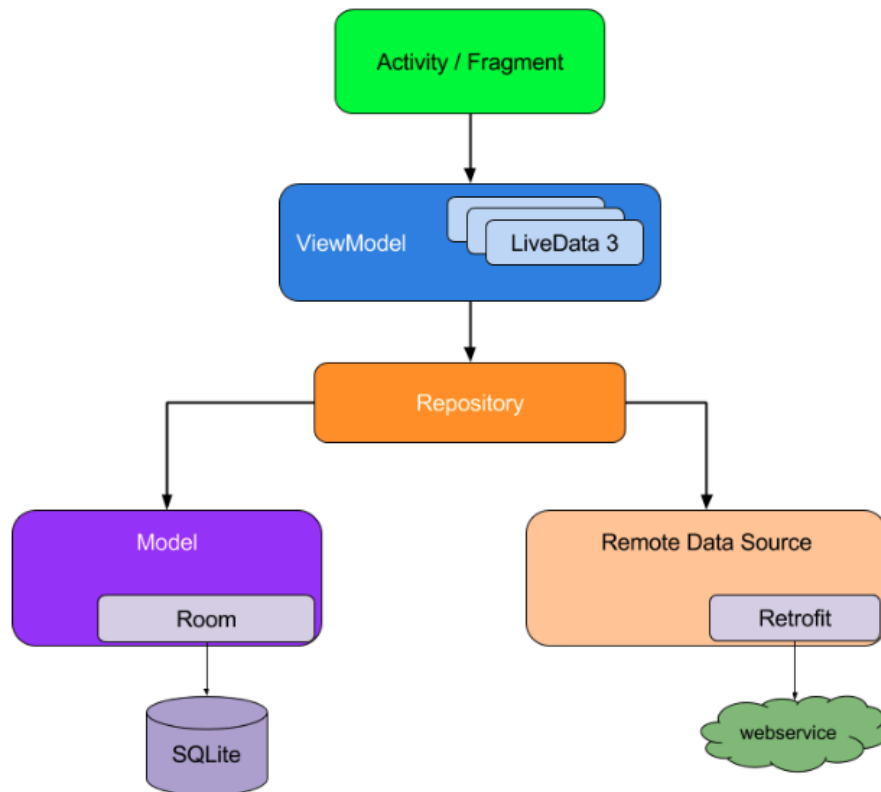 Activity / Fragment
ViewModel
LiveData 3
Repository
Model
Remote Data Source
Room
Retrofit
SQLite
webservice